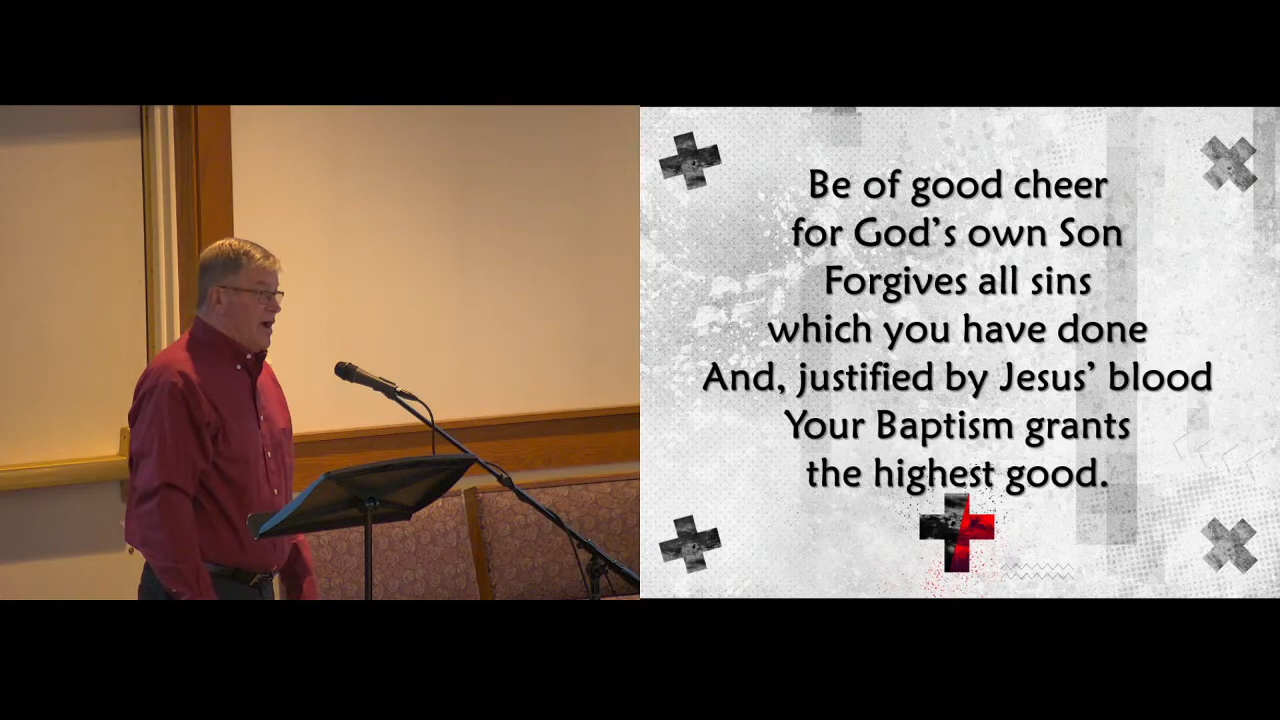 Be of good cheer
for God's own Son
Forgives all sins
which you have done
And, justified by Jesus' blood
Your Baptism grants
the highest good.